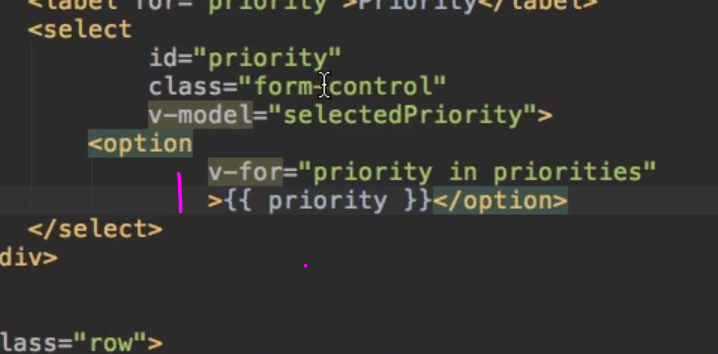 <label for="priority">Priority</label>
<select
id="priority"
class="form-control"
v-model="selectedPriority">
<option
v-for="priority in priorities"
>{{ priority }}</option>
</select>
div>
lass="row">